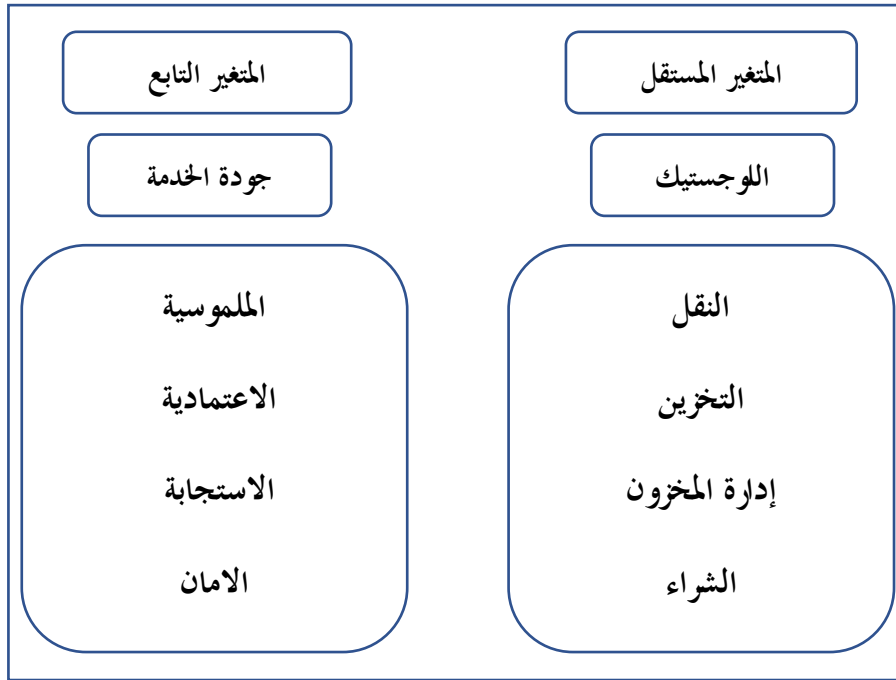 المتغير المستقل
المتغير التابع
اللوجستيك
جودة الخدمة
النقل
التخزين
إدارة المخزون
الشراء
الملموسية
الاعتمادية
الاستجابة
الامان